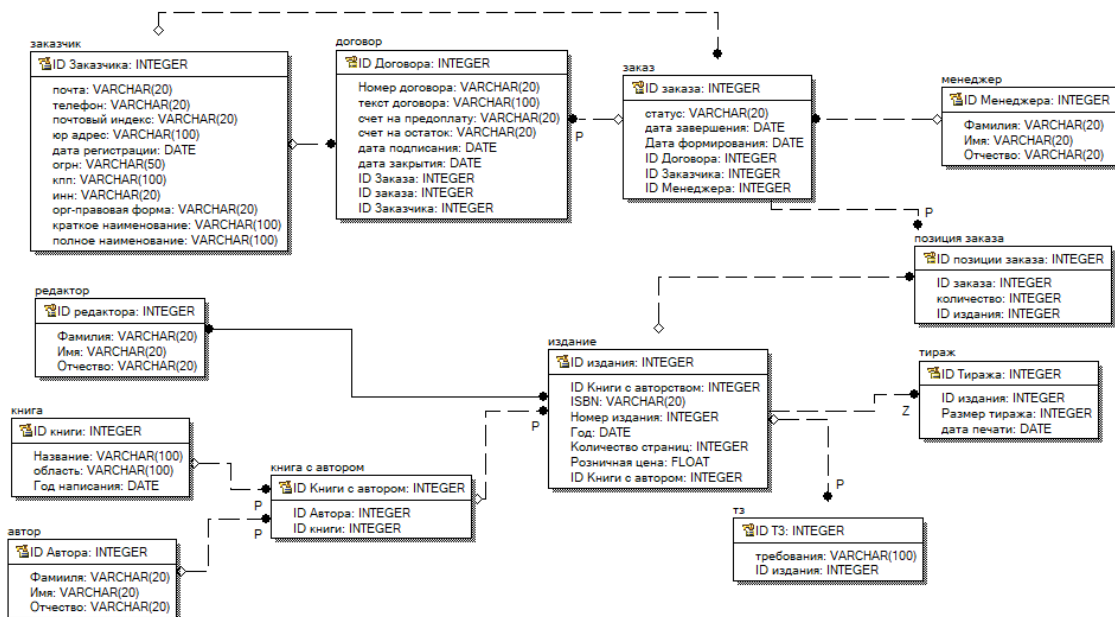 заказчик
ID Заказчика: INTEGER
почта: VARCHAR(20)
телефон: VARCHAR(20)
почтовый индекс: VARCHAR(20)
юр адрес: VARCHAR(100)
дата регистрации: DATE
огрн: VARCHAR(50)
кпп: VARCHAR(100)
инн: VARCHAR(20)
орг-правовая форма: VARCHAR(20)
краткое наименование: VARCHAR(100)
полное наименование: VARCHAR(100)
договор
ID Договора: INTEGER
Номер договора: VARCHAR(20)
текст договора: VARCHAR(100)
счет на предоплату: VARCHAR(20)
счет на остаток: VARCHAR(20)
дата подписания: DATE
дата закрытия: DATE
ID Заказа: INTEGER
ID заказа: INTEGER
ID Заказчика: INTEGER
P
заказ
ID заказа: INTEGER
статус: VARCHAR(20)
дата завершения: DATE
Дата формирования: DATE
ID Договора: INTEGER
ID Заказчика: INTEGER
ID Менеджера: INTEGER
менеджер
ID Менеджера: INTEGER
Фамилия: VARCHAR(20)
Имя: VARCHAR(20)
Отчество: VARCHAR(20)
P
позиция заказа
ID позиции заказа: INTEGER
ID заказа: INTEGER
количество: INTEGER
ID издания: INTEGER
редактор
ID редактора: INTEGER
Фамилия: VARCHAR(20)
Имя: VARCHAR(20)
Отчество: VARCHAR(20)
издание
ID издания: INTEGER
ID Книги с авторством: INTEGER
ISBN: VARCHAR(20)
Номер издания: INTEGER
Год: DATE
Количество страниц: INTEGER
Розничная цена: FLOAT
ID Книги с автором: INTEGER
P
тираж
ID Тиража: INTEGER
ID издания: INTEGER
Размер тиража: INTEGER
дата печати: DATE
Z
книга
ID книги: INTEGER
Название: VARCHAR(100)
область: VARCHAR(100)
Год написания: DATE
P
книга с автором
ID Книги с автором: INTEGER
ID Автора: INTEGER
ID книги: INTEGER
P
P
тз
ID ТЗ: INTEGER
требования: VARCHAR(100)
ID издания: INTEGER
автор
ID Автора: INTEGER
Фамииля: VARCHAR(20)
Имя: VARCHAR(20)
Отчество: VARCHAR(20)